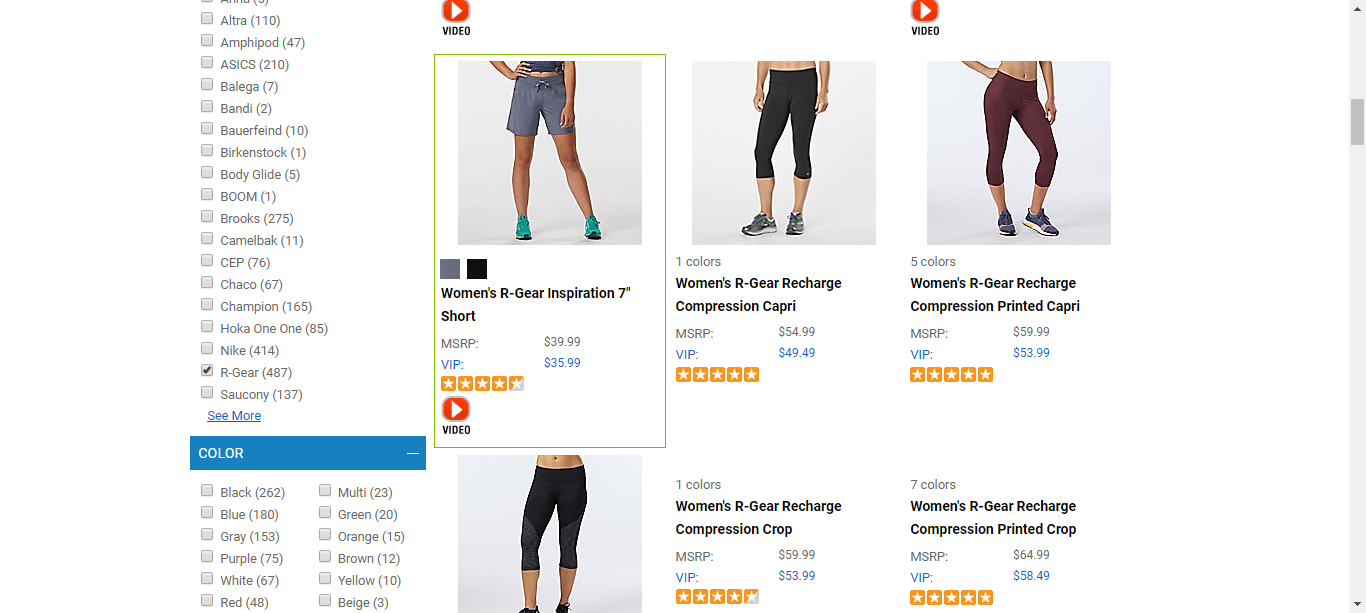 Altra (110)
Amphipod (47)
ASICS (210)
Balega (7)
Bandi (2)
Bauerfeind (10)
Birkenstock (1)
Body Glide (5)
BOOM (1)
Brooks (275)
Camelbak (11)
CEP (76)
Chaco (67)
Champion (165)
Hoka One One (85)
Nike (414)
R-Gear (487)
Saucony (137)
See More
COLOR
Black (262)
Blue (180)
Gray (153)
Purple (75)
White (67)
Red (48)
Multi (23)
Green (20)
Orange (15)
Brown (12)
Yellow (10)
Beige (3)
VIDEO
VIDEO
Women's R-Gear Inspiration 7"
Short
MSRP: $39.99
VIP: $35.99
VIDEO
1 colors
Women's R-Gear Recharge
Compression Capri
MSRP: $54.99
VIP: $49.49
5 colors
Women's R-Gear Recharge
Compression Printed Capri
MSRP: $59.99
VIP: $53.99
1 colors
Women's R-Gear Recharge
Compression Crop
MSRP: $59.99
VIP: $53.99
7 colors
Women's R-Gear Recharge
Compression Printed Crop
MSRP: $64.99
VIP: $58.49